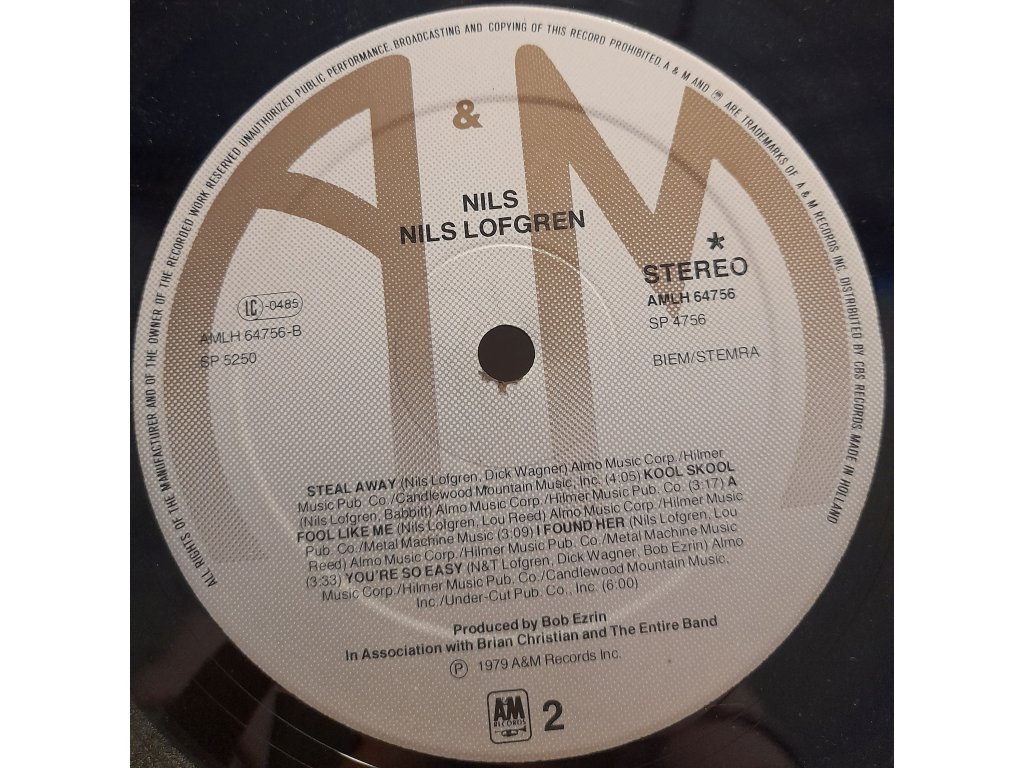 ALL RIGHTS OF THE MANUFACTURER AND OF THE OWNER OF THE RECORDED WORK RESERVED UNAUTHORIZED PUBLIC PERFORMANCE, BROADCASTING AND COPYING OF THIS RECORD PROHIBITED. A & M AND AM ARE TRADEMARKS OF A & M RECORDS INC. DISTRIBUTED BY CBS RECORDS. MADE IN HOLLAND
A & M
NILS
NILS LOFGREN
* STEREO
LC -0485
AMLH 64756
AMLH 64756-B
SP 4756
SP 5250
BIEM/STEMRA
STEAL AWAY (Nils Lofgren, Dick Wagner) Almo Music Corp./Hilmer
Music Pub. Co./Candlewood Mountain Music, Inc. (4:05) KOOL SKOOL
(Nils Lofgren, Babbitt) Almo Music Corp./Hilmer Music Pub. Co. (3:17) A
FOOL LIKE ME (Nils Lofgren, Lou Reed) Almo Music Corp./Hilmer Music
Pub. Co./Metal Machine Music (3:09) I FOUND HER (Nils Lofgren, Lou
Reed) Almo Music Corp./Hilmer Music Pub. Co./Metal Machine Music
(3:33) YOU'RE SO EASY (N&T Lofgren, Dick Wagner, Bob Ezrin) Almo
Music Corp./Hilmer Music Pub. Co./Candlewood Mountain Music,
Inc./Under-Cut Pub. Co., Inc. (6:00)
Produced by Bob Ezrin
In Association with Brian Christian and The Entire Band
Ⓟ 1979 A&M Records Inc.
A&M
RECORDS
2